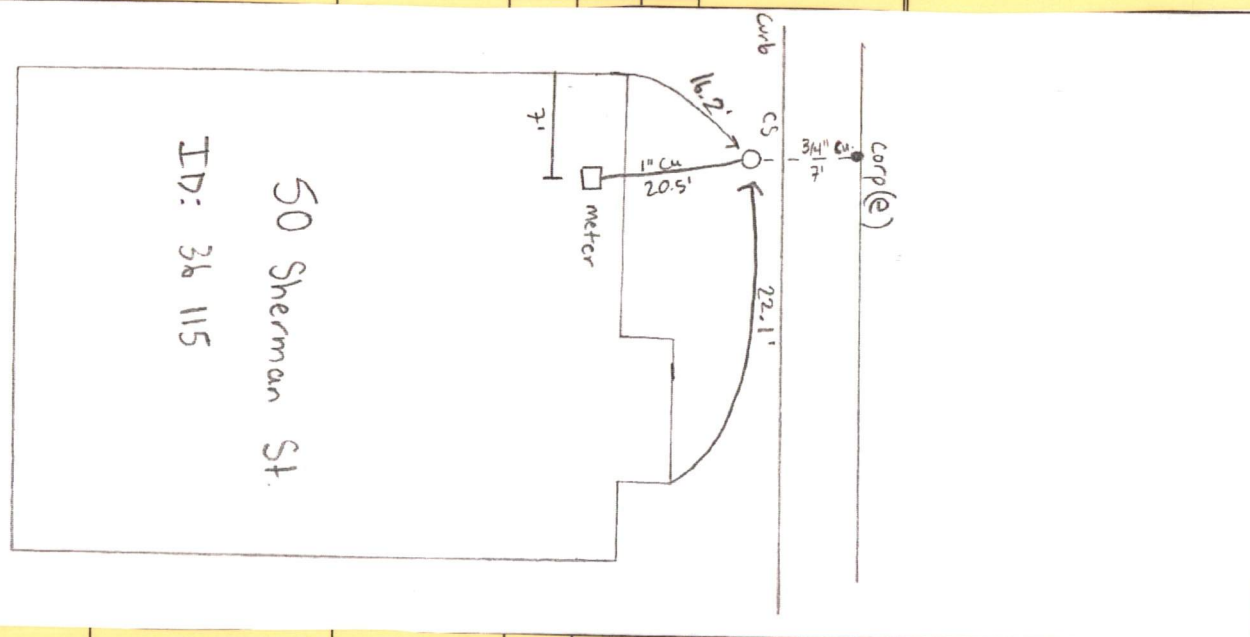 curb
CS
corp(e)
16.2'
3/4" cu.
7'
7'
1" cu
20.5'
meter
22.1'
50 Sherman St.
ID: 36 115